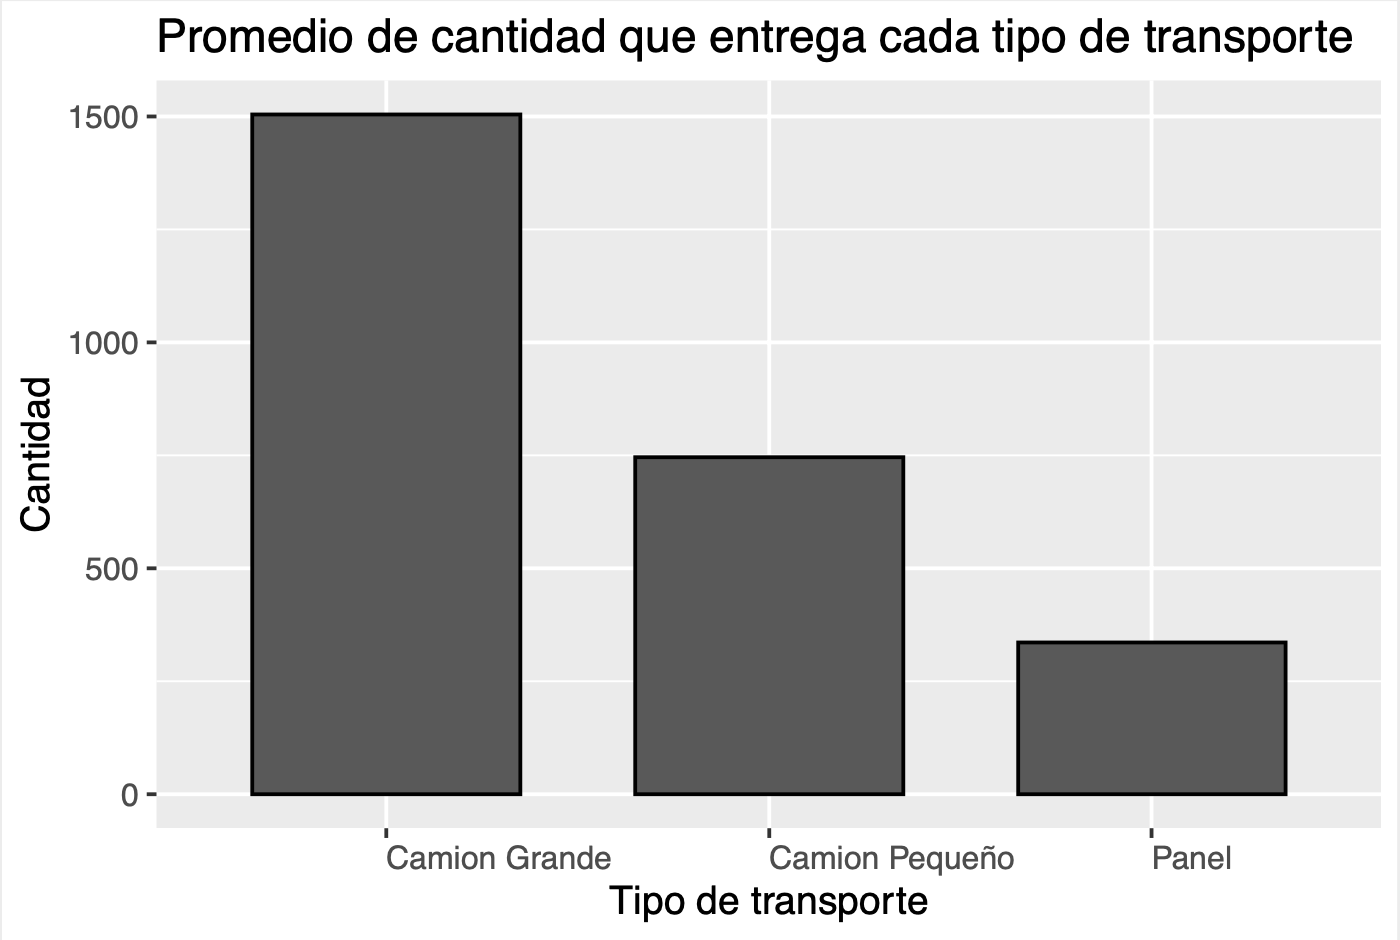 Promedio de cantidad que entrega cada tipo de transporte
1500
1000
500
0
Cantidad
Camion Grande
Camion Pequeño
Panel
Tipo de transporte